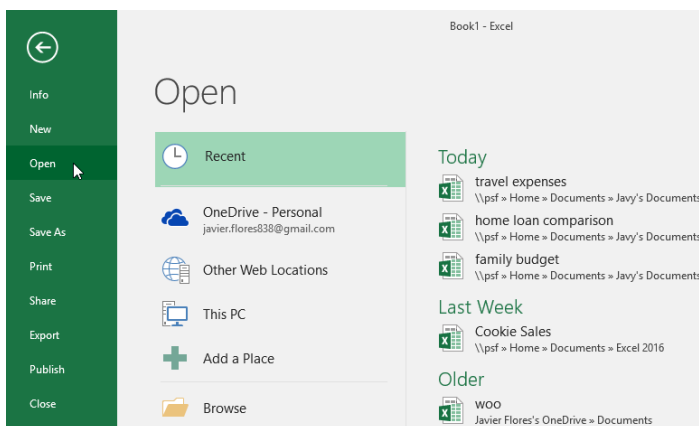 Book1 - Excel
Info
New
Open
Save
Save As
Print
Share
Export
Publish
Close
Open
Recent
OneDrive - Personal
javier.flores838@gmail.com
Other Web Locations
This PC
Add a Place
Browse
Today
travel expenses
\\psf » Home » Documents » Javy's Documents
home loan comparison
\\psf » Home » Documents » Javy's Documents
family budget
\\psf » Home » Documents » Javy's Documents
Last Week
Cookie Sales
\\psf » Home » Documents » Excel 2016
Older
woo
Javier Flores's OneDrive » Documents